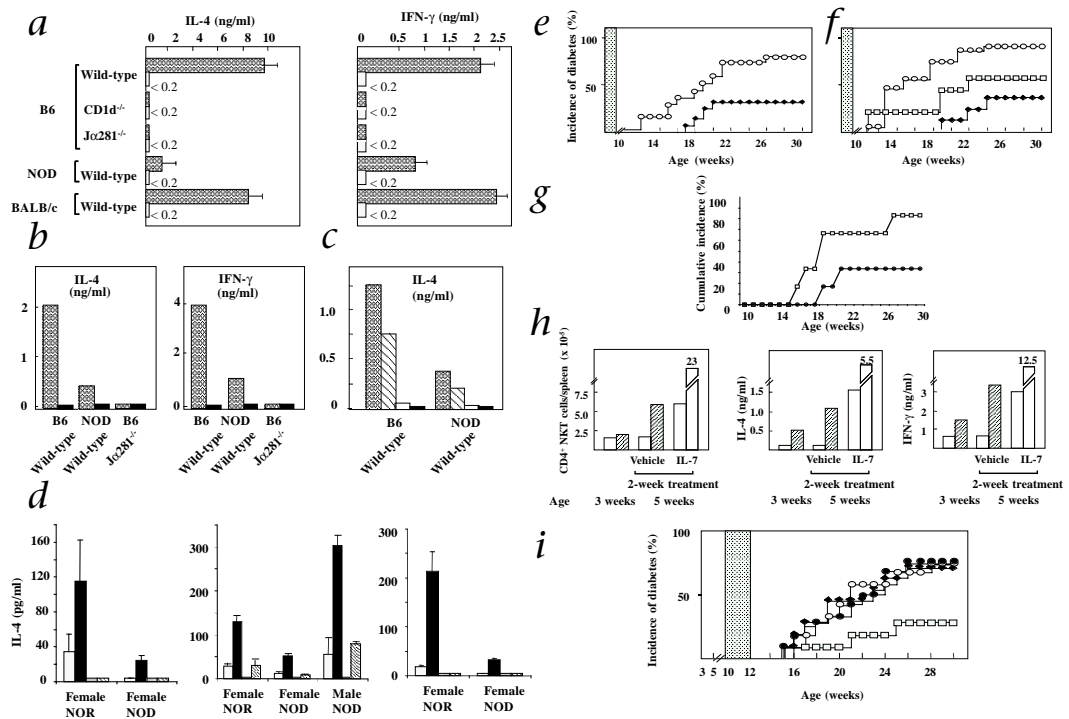 a
IL-4 (ng/ml)
0 2 4 6 8 10
IFN-γ (ng/ml)
0 0.5 1 1.5 2 2.5
B6
Wild-type
CD1d-/-
Jα281-/-
NOD
Wild-type
BALB/c
Wild-type
< 0.2
< 0.2
< 0.2
< 0.2
< 0.2
< 0.2
< 0.2
< 0.2
< 0.2
< 0.2
b
IL-4
(ng/ml)
2
1
0
B6
Wild-type
NOD
Wild-type
B6
Jα281-/-
IFN-γ
(ng/ml)
4
2
0
B6
Wild-type
NOD
Wild-type
B6
Jα281-/-
c
IL-4
(ng/ml)
1.0
0.5
0
B6
Wild-type
NOD
Wild-type
d
IL-4 (pg/ml)
160
120
80
40
0
Female
NOR
Female
NOD
300
200
100
0
Female
NOR
Female
NOD
Male
NOD
300
200
100
0
Female
NOR
Female
NOD
e
Incidence of diabetes (%)
100
50
10 14 18 22 26 30
Age (weeks)
f
100
50
10 14 18 22 26 30
Age (weeks)
g
Cumulative incidence (%)
100
80
60
40
20
0
10 14 16 18 22 26 30
Age (weeks)
h
CD4+ NKT cells/spleen (x 10-5)
7.5
5
2.5
23
Vehicle IL-7
2-week treatment
Age 3 weeks 5 weeks
IL-4 (ng/ml)
1.5
1
0.5
5.5
Vehicle IL-7
2-week treatment
3 weeks 5 weeks
IFN-γ (ng/ml)
3
2
1
12.5
Vehicle IL-7
2-week treatment
3 weeks 5 weeks
i
Incidence of diabetes (%)
100
50
3 5 10 12 16 20 24 28
Age (weeks)